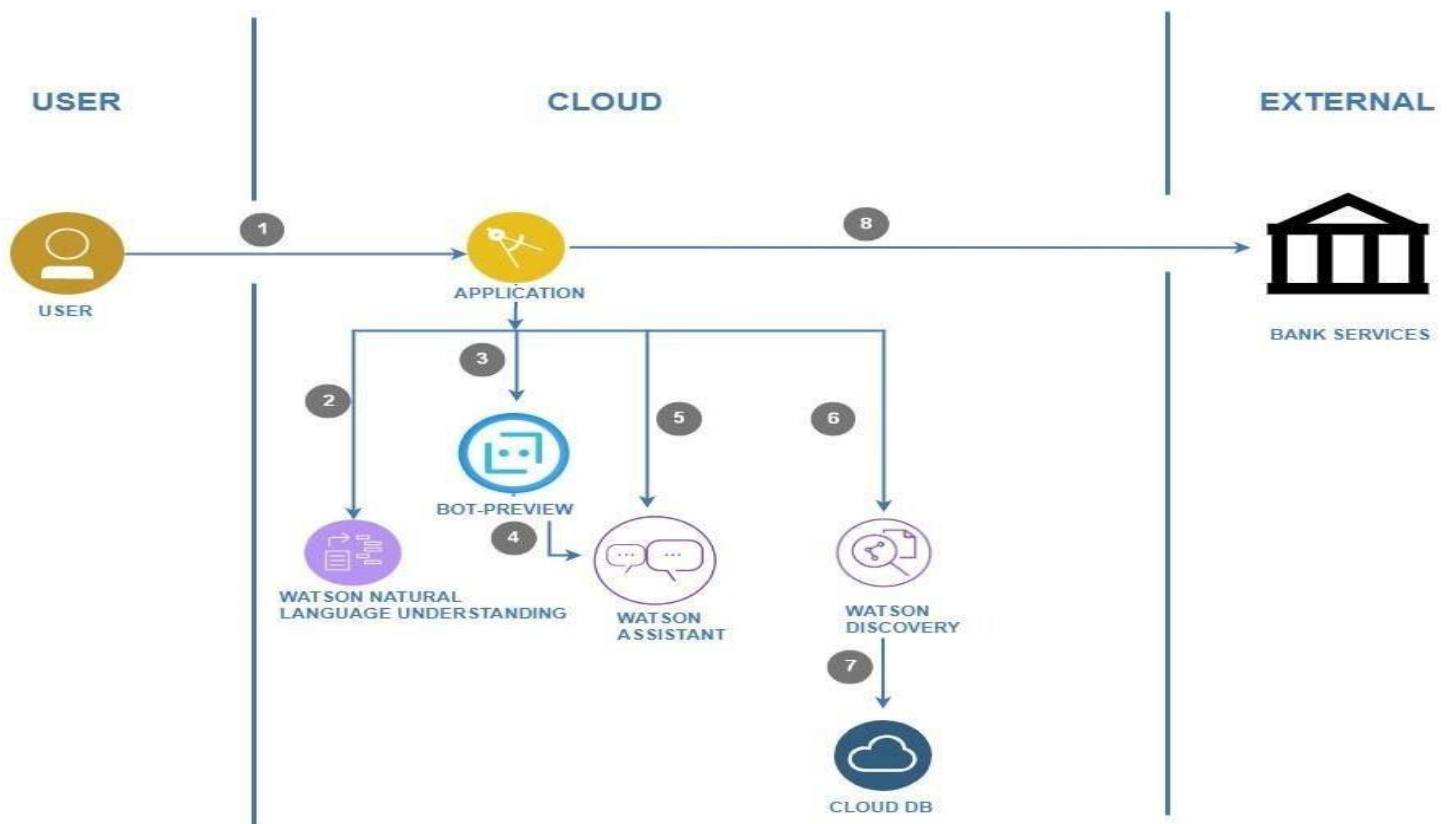 USER
CLOUD
EXTERNAL
1
8
USER
APPLICATION
BANK SERVICES
3
2
5
6
BOT-PREVIEW
4
WATSON NATURAL
LANGUAGE UNDERSTANDING
WATSON
ASSISTANT
WATSON
DISCOVERY
7
CLOUD DB